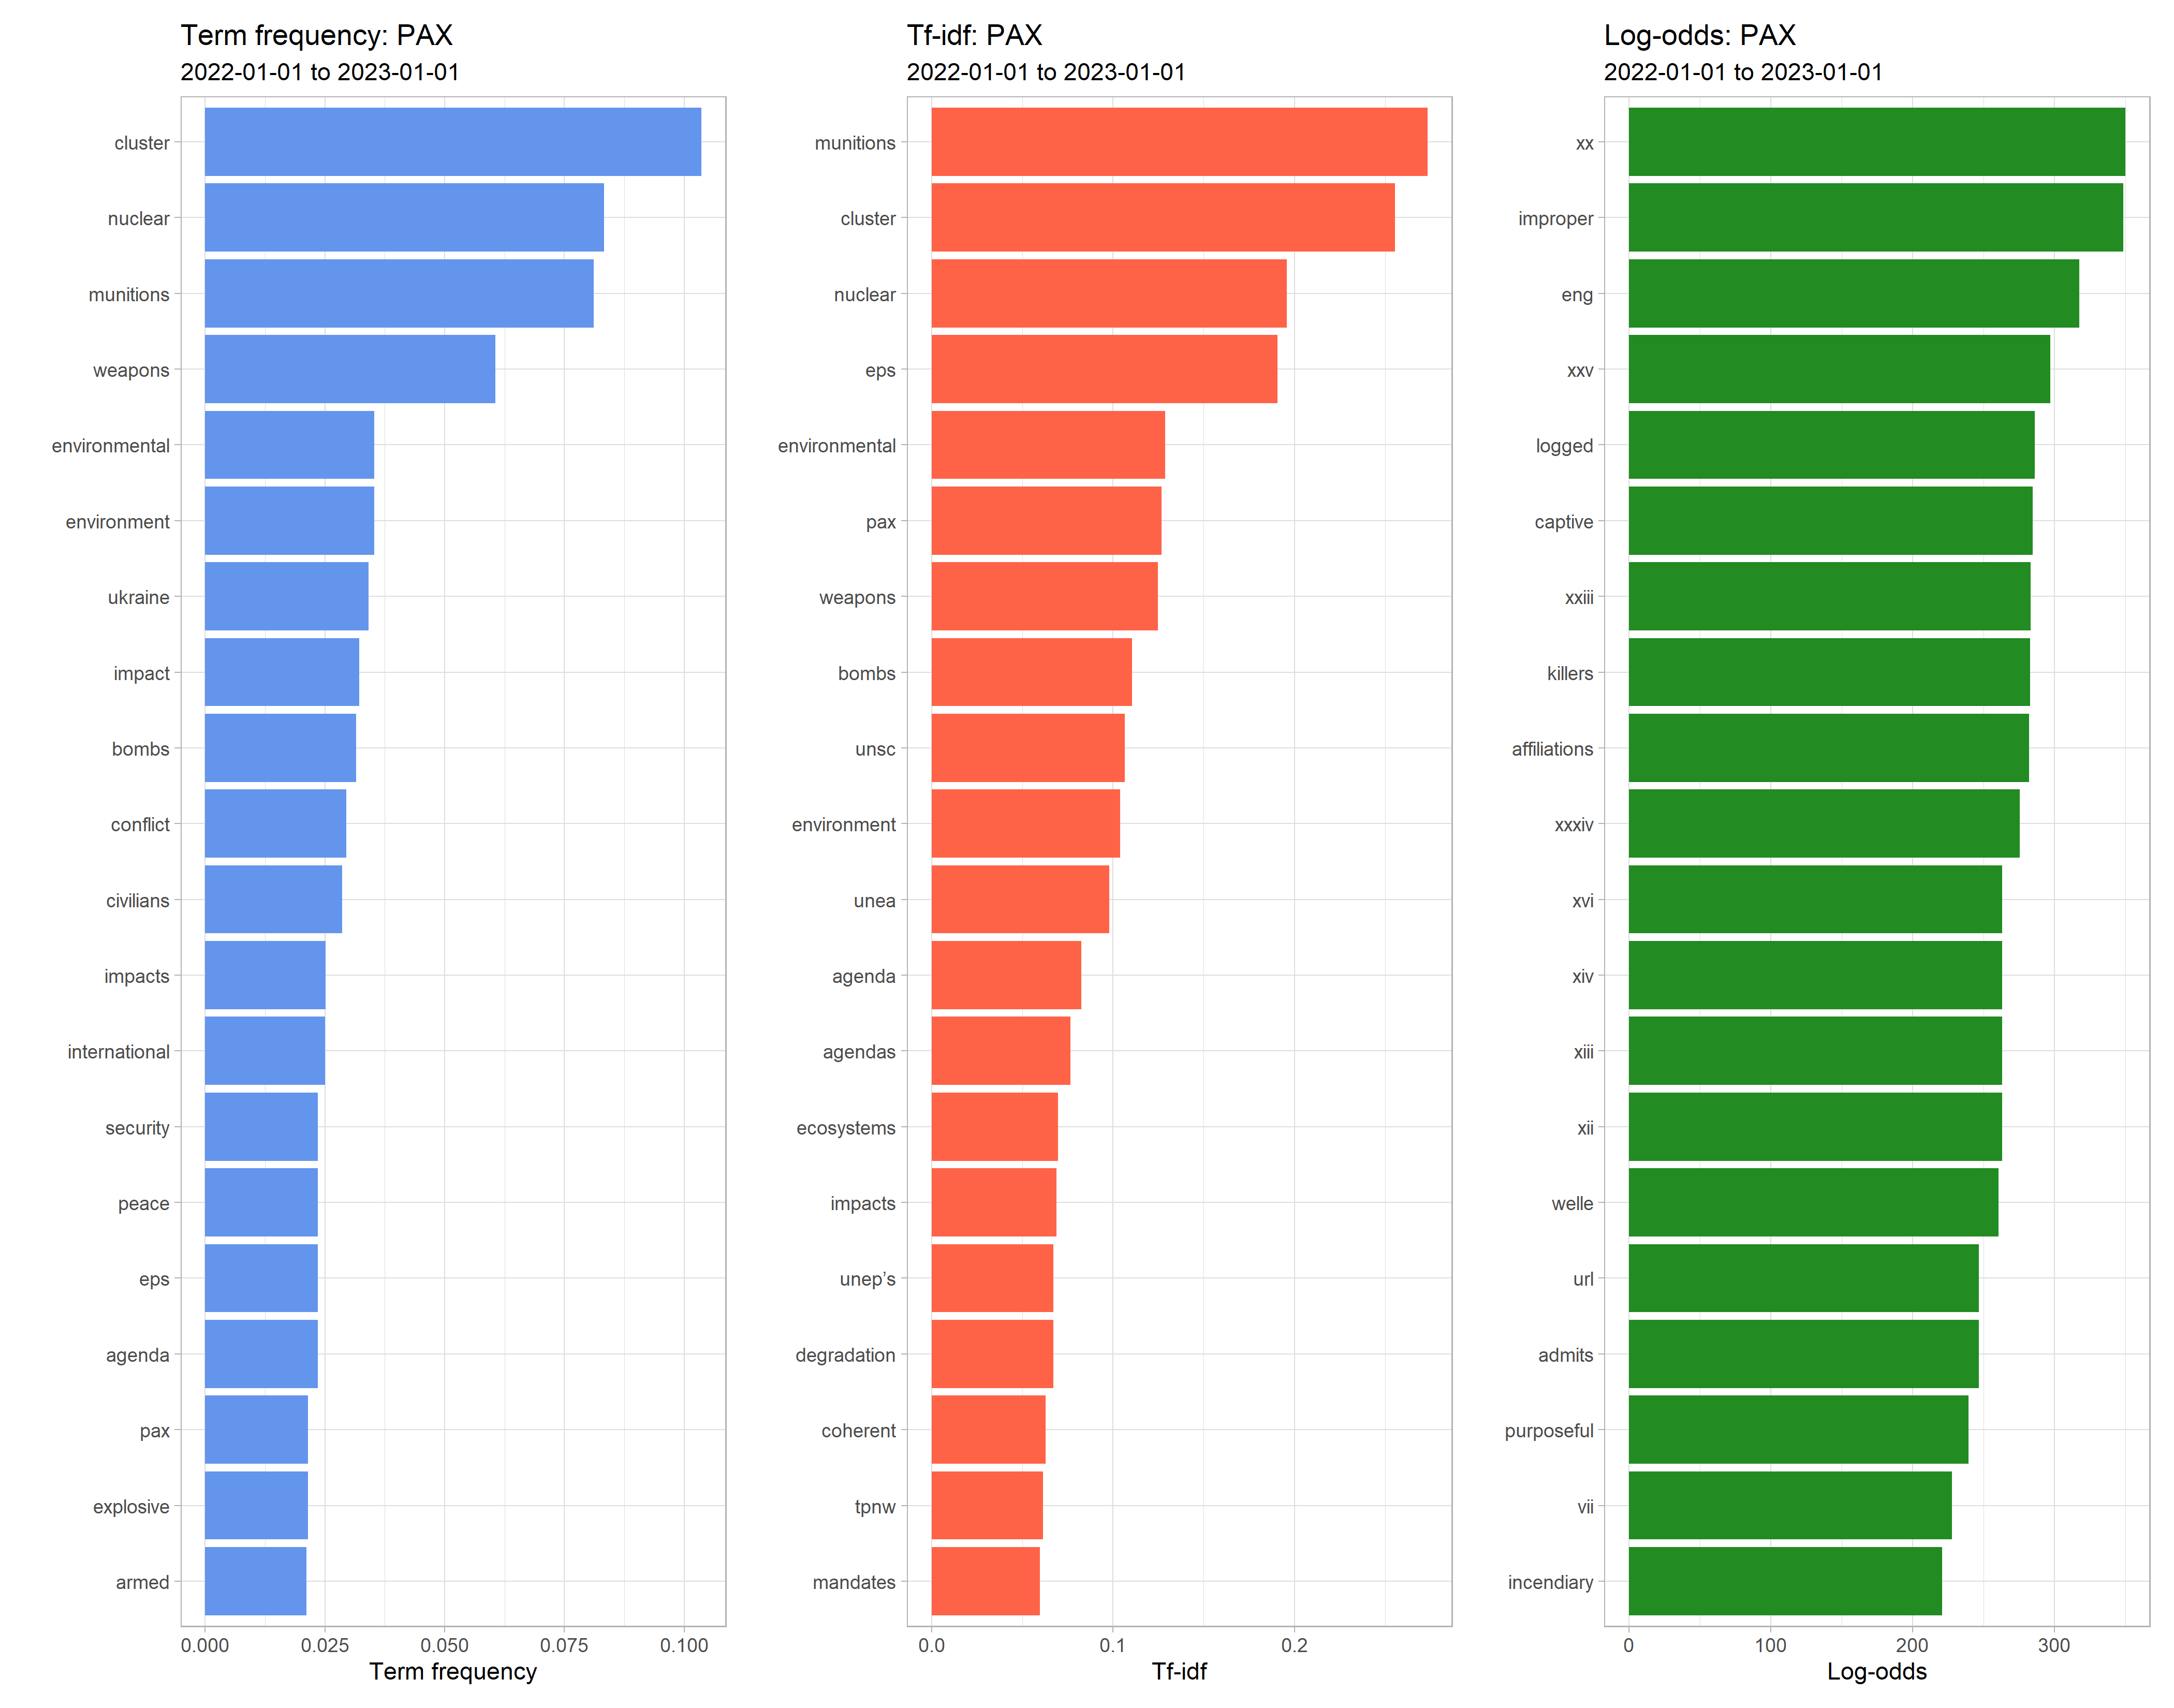 Term frequency: PAX
2022-01-01 to 2023-01-01
cluster
nuclear
munitions
weapons
environmental
environment
ukraine
impact
bombs
conflict
civilians
impacts
international
security
peace
eps
agenda
pax
explosive
armed
0.000 0.025 0.050 0.075 0.100
Term frequency
Tf-idf: PAX
2022-01-01 to 2023-01-01
munitions
cluster
nuclear
eps
environmental
pax
weapons
bombs
unsc
environment
unea
agenda
agendas
ecosystems
impacts
unep’s
degradation
coherent
tpnw
mandates
0.0 0.1 0.2
Tf-idf
Log-odds: PAX
2022-01-01 to 2023-01-01
xx
improper
eng
xxv
logged
captive
xxiii
killers
affiliations
xxxiv
xvi
xiv
xiii
xii
welle
url
admits
purposeful
vii
incendiary
0 100 200 300
Log-odds